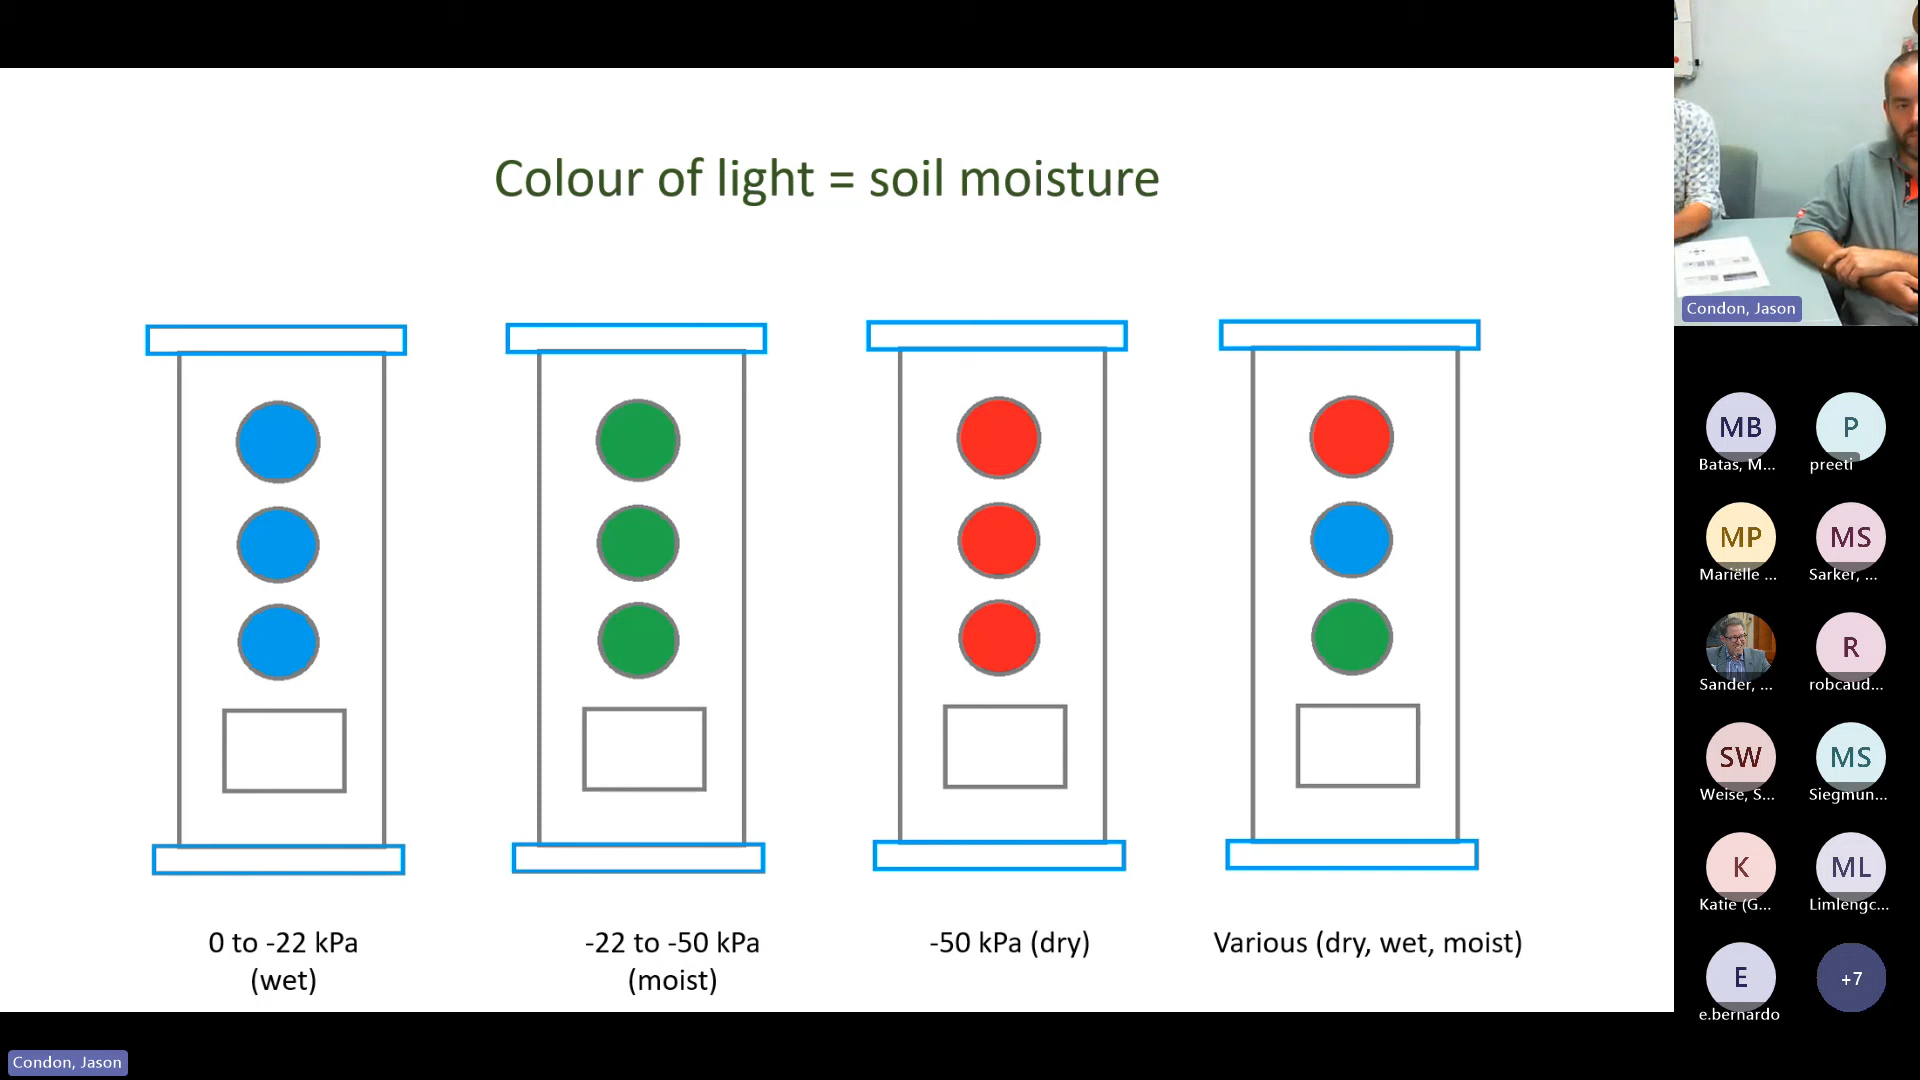 Colour of light = soil moisture
0 to -22 kPa
(wet)
-22 to -50 kPa
(moist)
-50 kPa (dry)
Various (dry, wet, moist)
Condon, Jason
MB
Batas, M...
P
preeti
MP
Mariëlle ...
MS
Sarker, ...
Sander, ...
R
robcaud...
SW
Weise, S...
MS
Siegmun...
K
Katie (G...
ML
Limlengc...
E
e.bernardo
+7
Condon, Jason